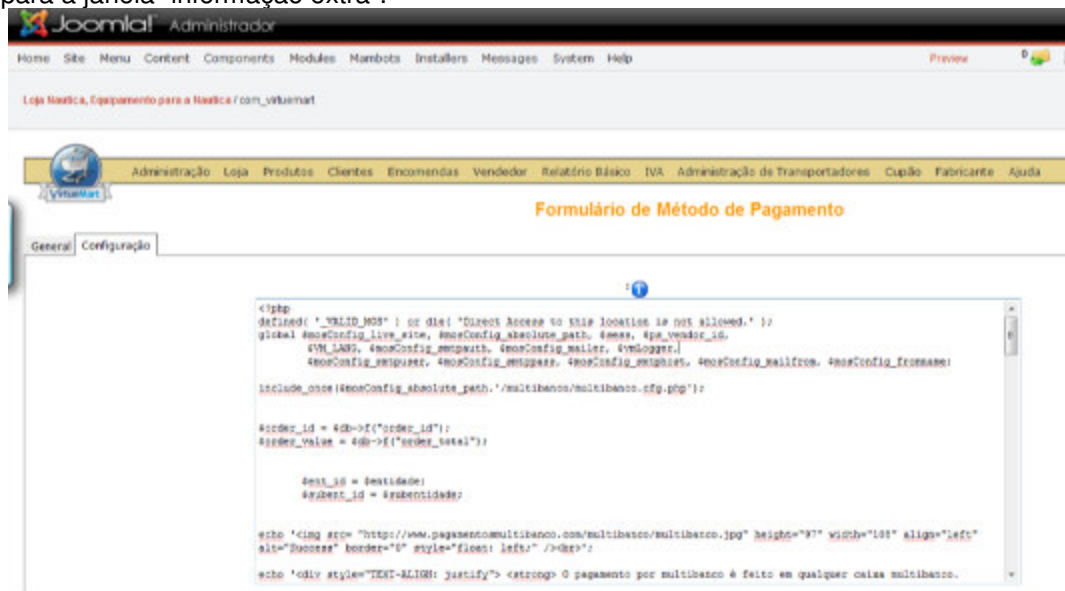 para a janela "informação extra":
Joomla! Administrador
Home Site Menu Content Components Modules Mambots Installers Messages System Help Preview 0
Loja Nautica, Equipamento para a Nautica / com_virtuemart
VirtueMart
Administração Loja Produtos Clientes Encomendas Vendedor Relatório Básico IVA Administração de Transportadores Cupão Fabricante Ajuda
Formulário de Método de Pagamento
General Configuração
:
<?php
defined( '_VALID_MOS' ) or die( 'Direct Access to this location is not allowed.' );
global $mosConfig_live_site, $mosConfig_absolute_path, $sess, $ps_vendor_id,
$VM_LANG, $mosConfig_smtpauth, $mosConfig_mailer, $vmLogger,
$mosConfig_smtpuser, $mosConfig_smtppass, $mosConfig_smtphost, $mosConfig_mailfrom, $mosConfig_fromname;
include_once($mosConfig_absolute_path.'/multibanco/multibanco.cfg.php');
$order_id = $db->f("order_id");
$order_value = $db->f("order_total");
$ent_id = $entidade;
$subent_id = $subentidade;
echo '<img src= "http://www.pagamentomultibanco.com/multibanco/multibanco.jpg" height="97" width="108" align="left"
alt="Success" border="0" style="float: left;" /><br>';
echo '<div style="TEXT-ALIGN: justify"> <strong> O pagamento por multibanco é feito em qualquer caixa multibanco.